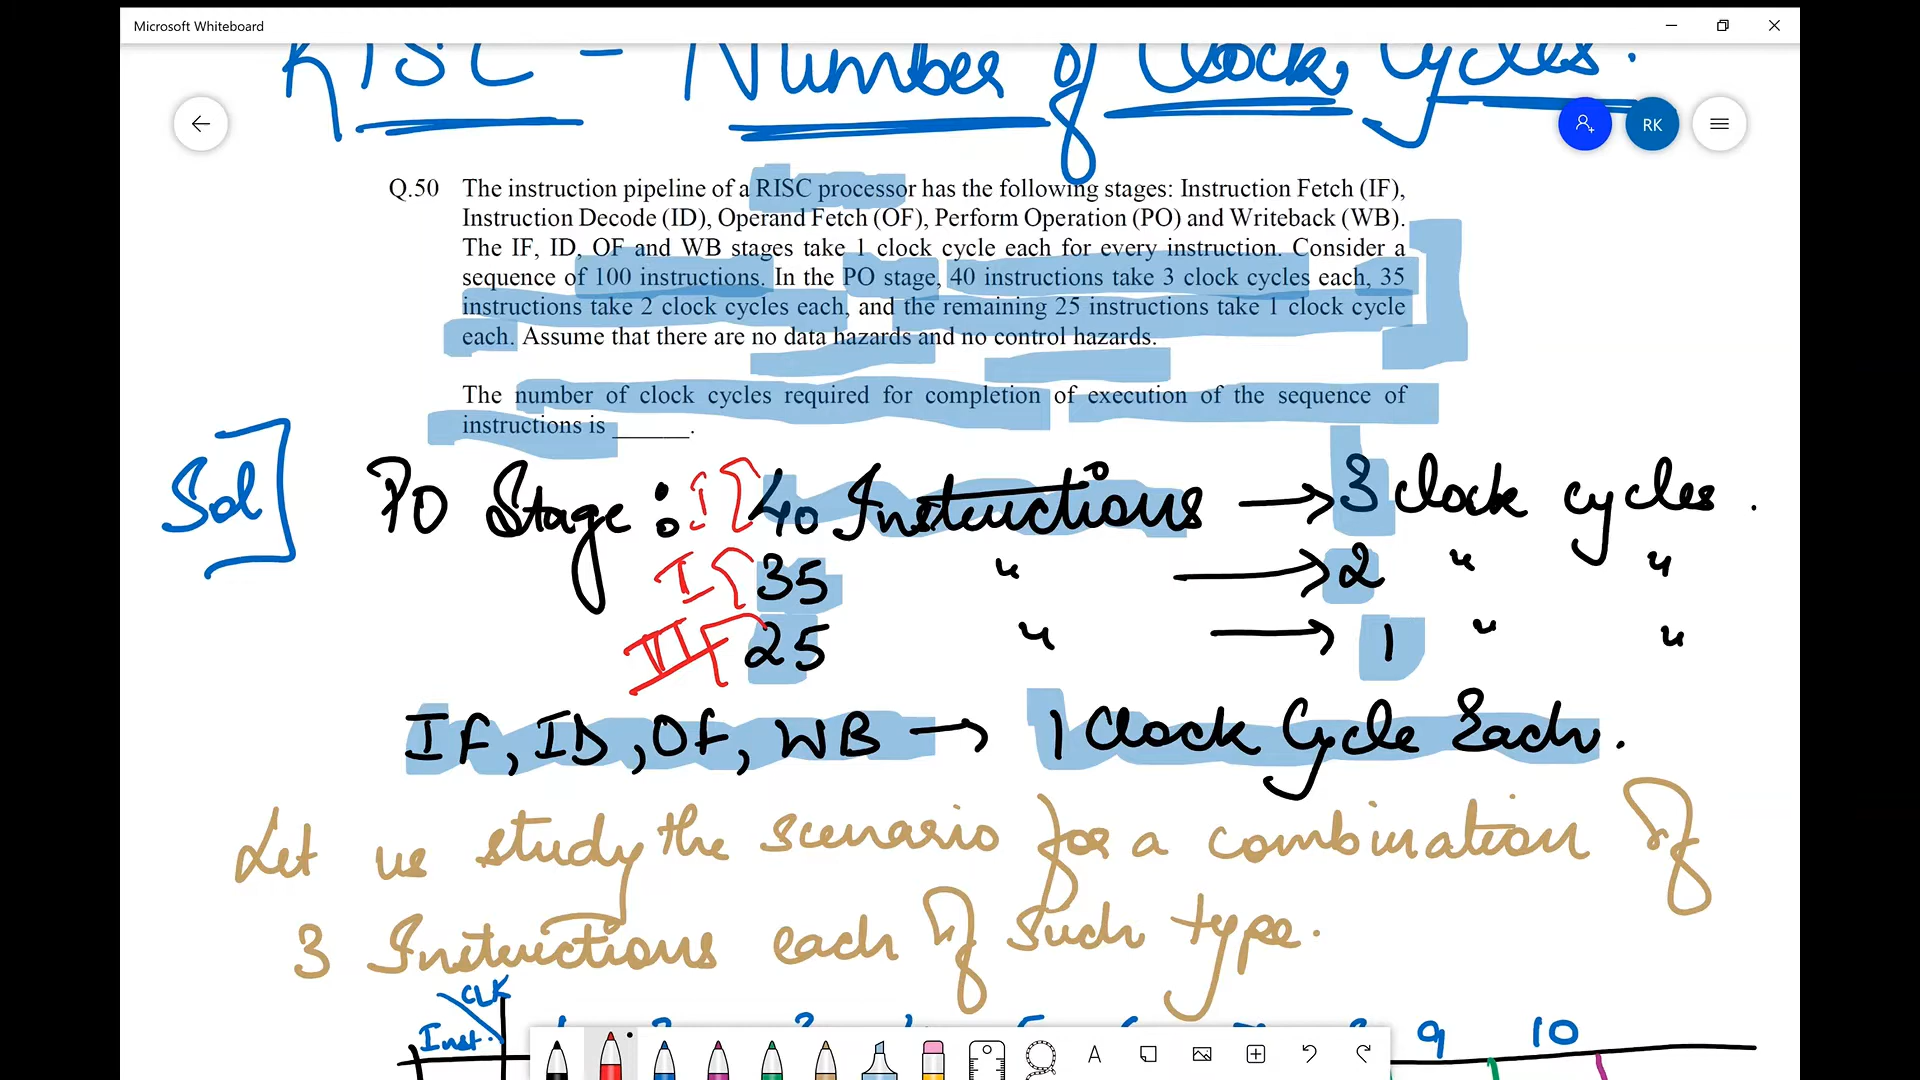 Microsoft Whiteboard
RISC - Number of Clock Cycles.
RK
Q.50 The instruction pipeline of a RISC processor has the following stages: Instruction Fetch (IF),
Instruction Decode (ID), Operand Fetch (OF), Perform Operation (PO) and Writeback (WB).
The IF, ID, OF and WB stages take 1 clock cycle each for every instruction. Consider a
sequence of 100 instructions. In the PO stage, 40 instructions take 3 clock cycles each, 35
instructions take 2 clock cycles each, and the remaining 25 instructions take 1 clock cycle
each. Assume that there are no data hazards and no control hazards.
The number of clock cycles required for completion of execution of the sequence of
instructions is ______.
Sol
PO Stage : I 40 Instructions → 3 clock cycles.
I 35 " → 2 " "
25 " → 1 " "
IF, ID, OF, WB → 1 Clock Cycle Each.
Let us study the scenario for a combination of
3 Instructions each of such type.
CLK
Inst. 9 10
A